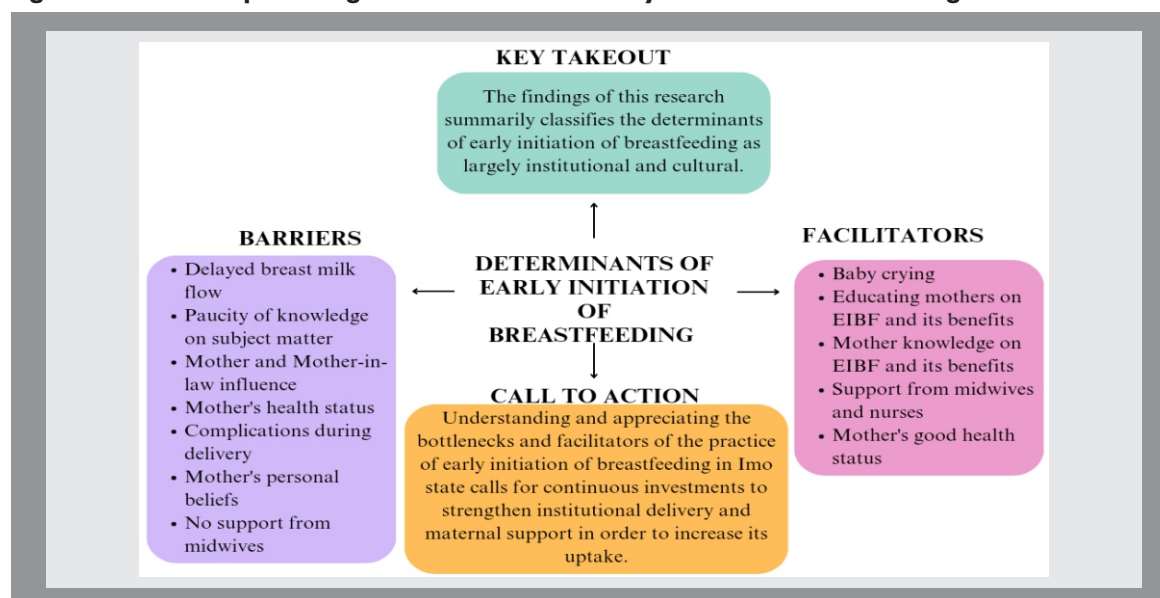 KEY TAKEOUT
The findings of this research
summarily classifies the determinants
of early initiation of breastfeeding as
largely institutional and cultural.
BARRIERS
• Delayed breast milk
flow
• Paucity of knowledge
on subject matter
• Mother and Mother-in-
law influence
• Mother's health status
• Complications during
delivery
• Mother's personal
beliefs
• No support from
midwives
DETERMINANTS OF
EARLY INITIATION
OF
BREASTFEEDING
FACILITATORS
• Baby crying
• Educating mothers on
EIBF and its benefits
• Mother knowledge on
EIBF and its benefits
• Support from midwives
and nurses
• Mother's good health
status
CALL TO ACTION
Understanding and appreciating the
bottlenecks and facilitators of the practice
of early initiation of breastfeeding in Imo
state calls for continuous investments to
strengthen institutional delivery and
maternal support in order to increase its
uptake.